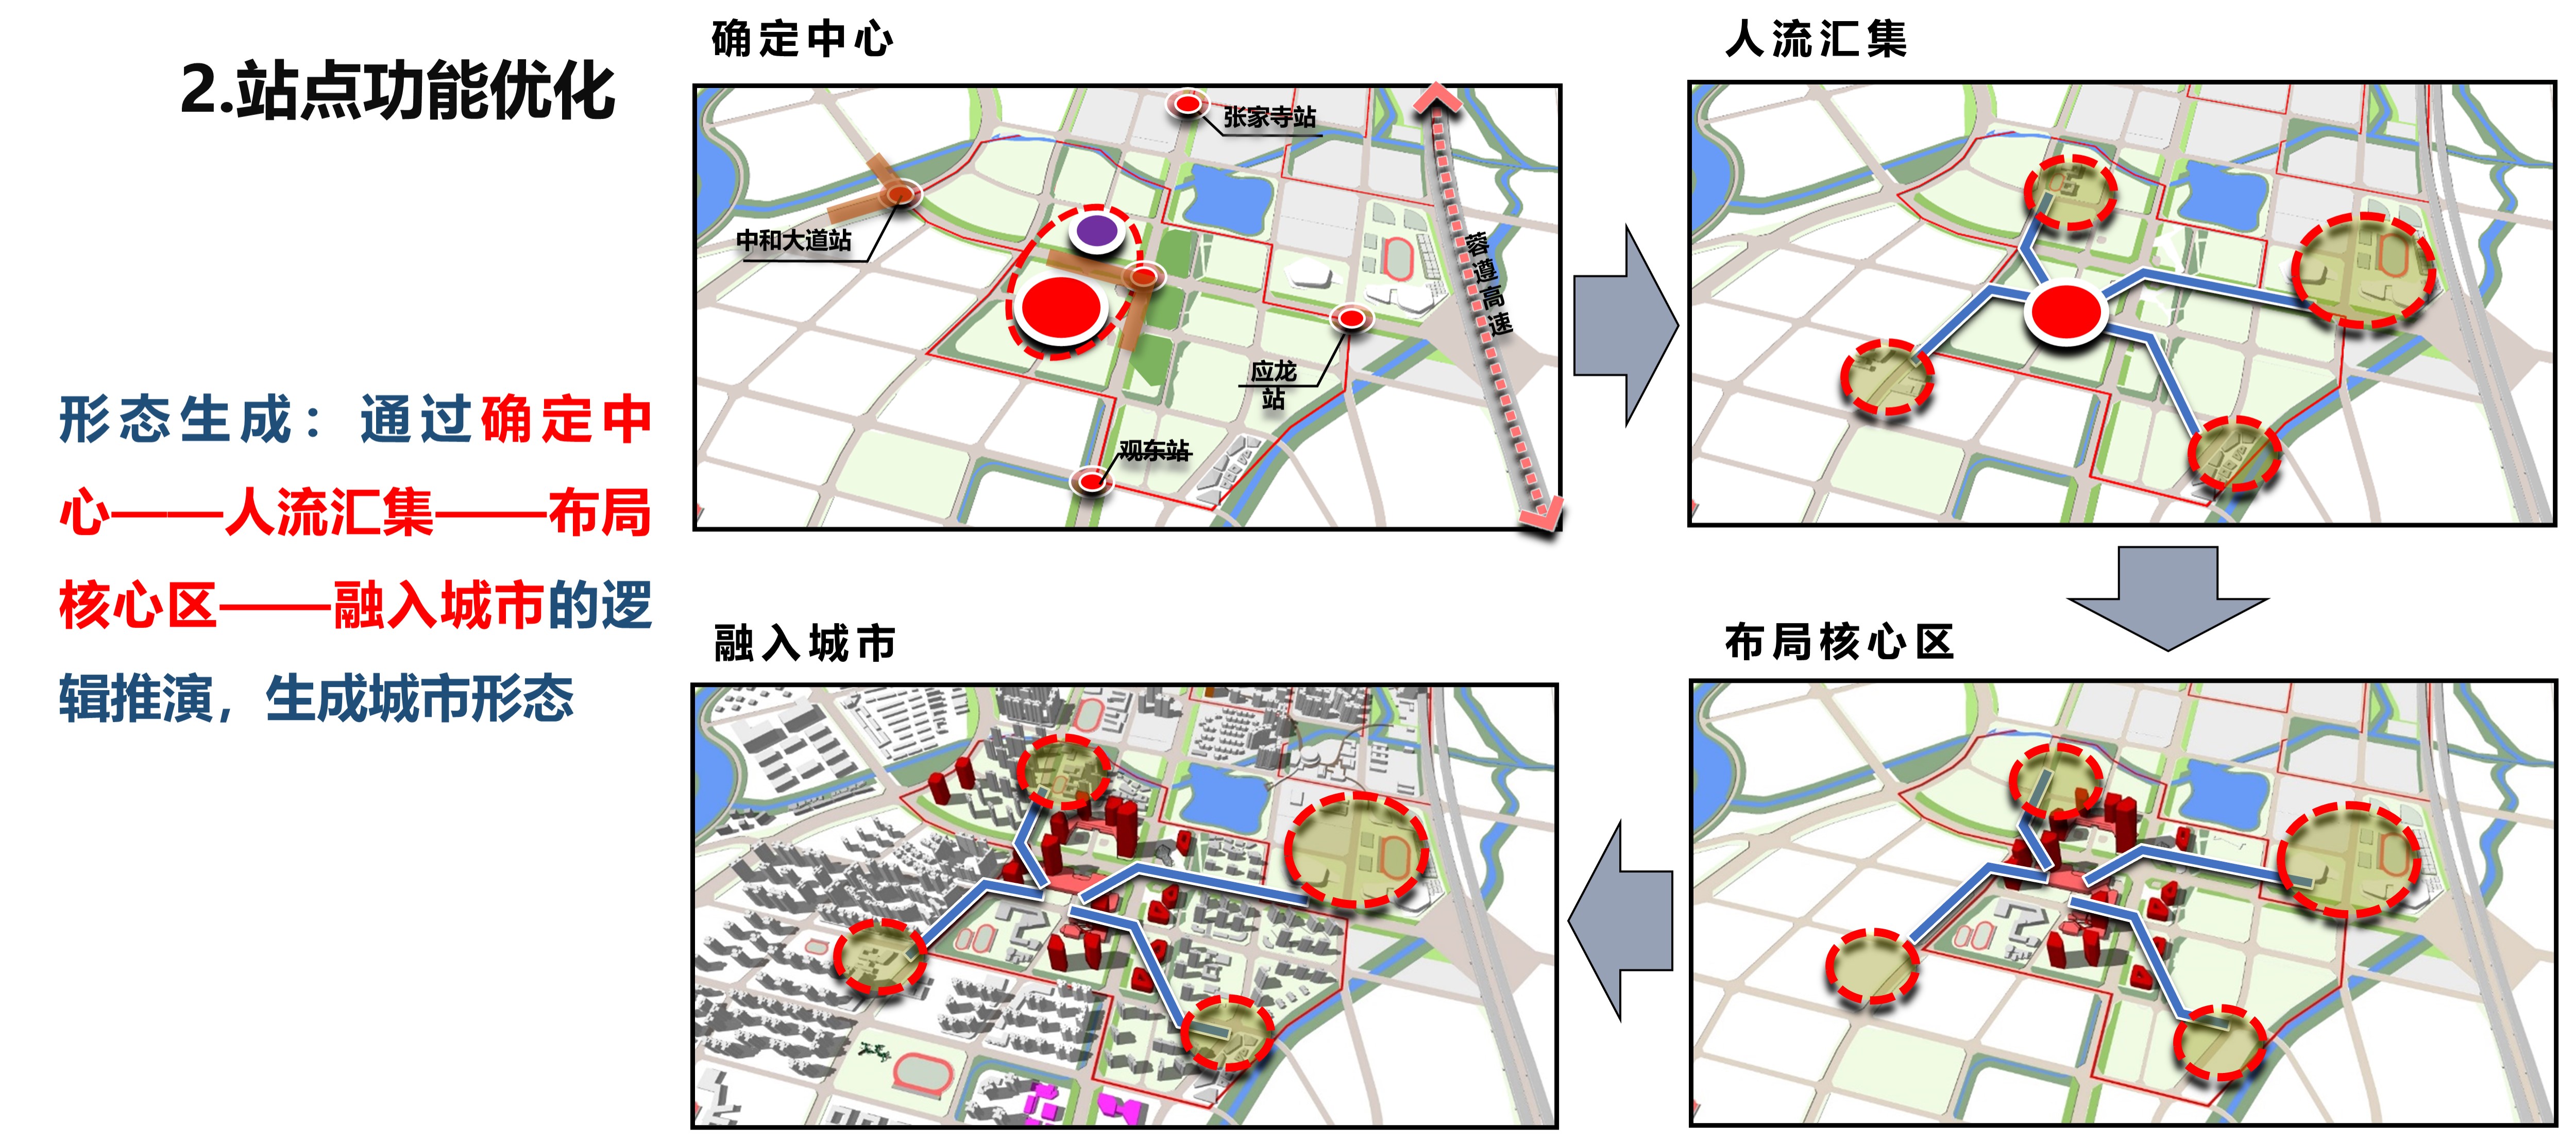 2.站点功能优化
形态生成：通过确定中
心——人流汇集——布局
核心区——融入城市的逻
辑推演，生成城市形态
确定中心
张家寺站
中和大道站
蓉遵高速
应龙
站
观东站
人流汇集
布局核心区
融入城市